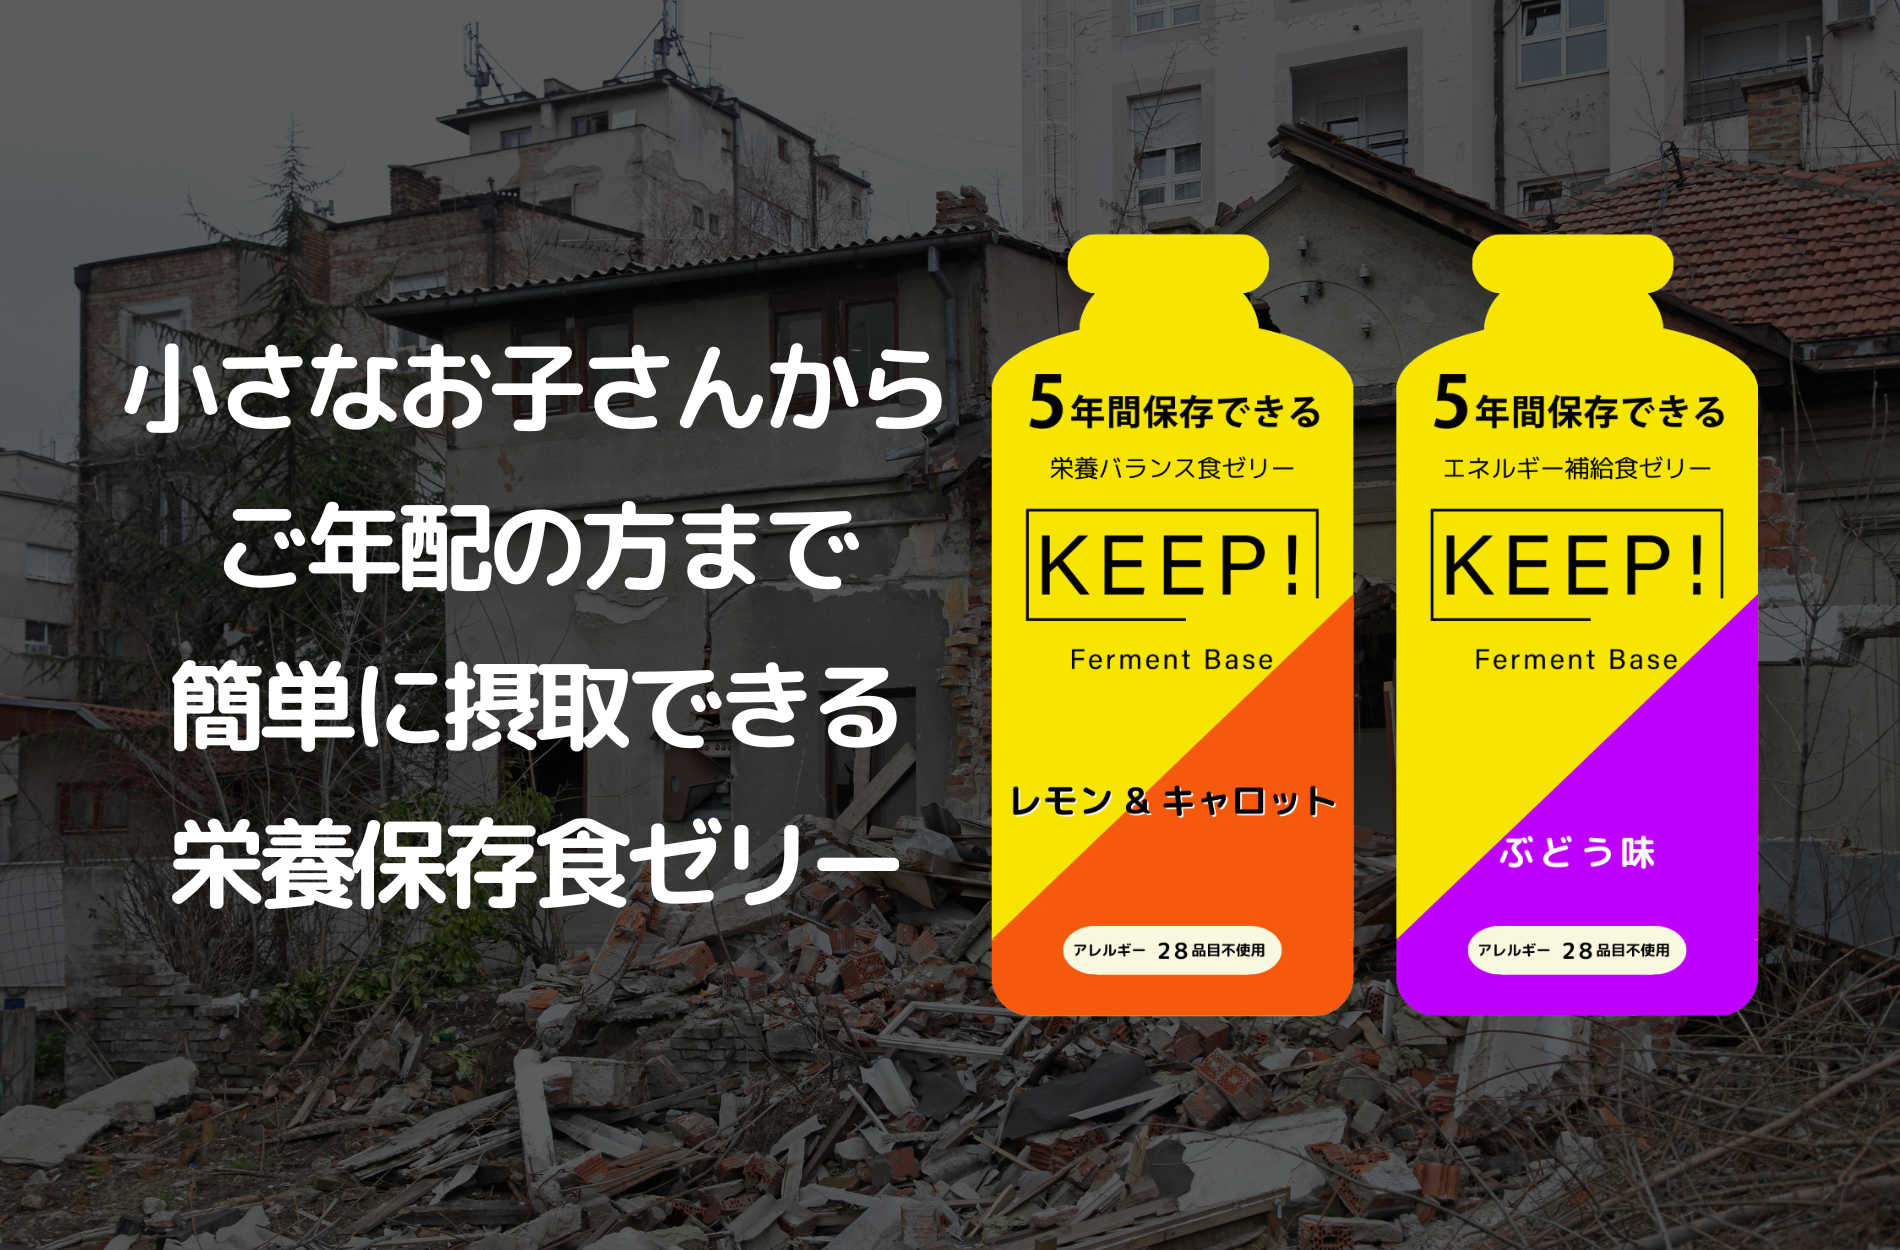 小さなお子さんから
ご年配の方まで
簡単に摂取できる
栄養保存食ゼリー
5年間保存できる
栄養バランス食ゼリー
KEEP!
Ferment Base
レモン & キャロット
アレルギー 28品目不使用
5年間保存できる
エネルギー補給食ゼリー
KEEP!
Ferment Base
ぶどう味
アレルギー 28品目不使用